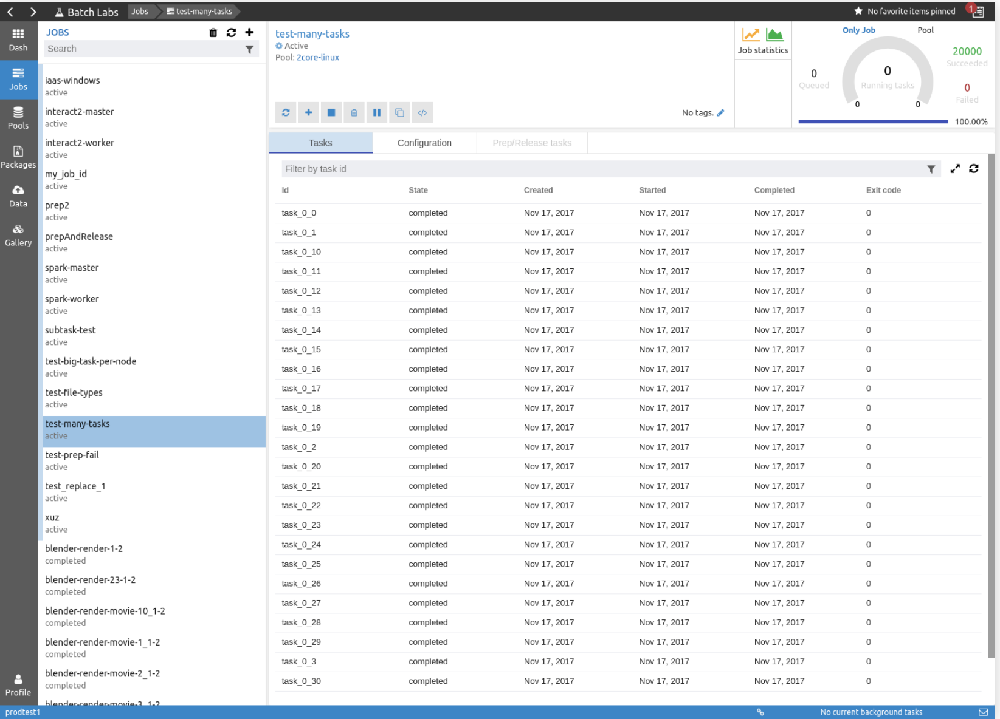 Batch Labs
Jobs
test-many-tasks
No favorite items pinned
1
Dash
Jobs
Pools
Packages
Data
Gallery
Profile
JOBS
Search
iaas-windows
active
interact2-master
active
interact2-worker
active
my_job_id
active
prep2
active
prepAndRelease
active
spark-master
active
spark-worker
active
subtask-test
active
test-big-task-per-node
active
test-file-types
active
test-many-tasks
active
test-prep-fail
active
test_replace_1
active
xuz
active
blender-render-1-2
completed
blender-render-23-1-2
completed
blender-render-movie-10_1-2
completed
blender-render-movie-1_1-2
completed
blender-render-movie-2_1-2
completed
blender-render-movie-3_1-2
test-many-tasks
Active
Pool: 2core-linux
No tags.
Job statistics
Only Job Pool
0
Queued
0
Running tasks
0 0
20000
Succeeded
0
Failed
100.00%
Tasks Configuration Prep/Release tasks
Filter by task id
Id State Created Started Completed Exit code
task_0_0 completed Nov 17, 2017 Nov 17, 2017 Nov 17, 2017 0
task_0_1 completed Nov 17, 2017 Nov 17, 2017 Nov 17, 2017 0
task_0_10 completed Nov 17, 2017 Nov 17, 2017 Nov 17, 2017 0
task_0_11 completed Nov 17, 2017 Nov 17, 2017 Nov 17, 2017 0
task_0_12 completed Nov 17, 2017 Nov 17, 2017 Nov 17, 2017 0
task_0_13 completed Nov 17, 2017 Nov 17, 2017 Nov 17, 2017 0
task_0_14 completed Nov 17, 2017 Nov 17, 2017 Nov 17, 2017 0
task_0_15 completed Nov 17, 2017 Nov 17, 2017 Nov 17, 2017 0
task_0_16 completed Nov 17, 2017 Nov 17, 2017 Nov 17, 2017 0
task_0_17 completed Nov 17, 2017 Nov 17, 2017 Nov 17, 2017 0
task_0_18 completed Nov 17, 2017 Nov 17, 2017 Nov 17, 2017 0
task_0_19 completed Nov 17, 2017 Nov 17, 2017 Nov 17, 2017 0
task_0_2 completed Nov 17, 2017 Nov 17, 2017 Nov 17, 2017 0
task_0_20 completed Nov 17, 2017 Nov 17, 2017 Nov 17, 2017 0
task_0_21 completed Nov 17, 2017 Nov 17, 2017 Nov 17, 2017 0
task_0_22 completed Nov 17, 2017 Nov 17, 2017 Nov 17, 2017 0
task_0_23 completed Nov 17, 2017 Nov 17, 2017 Nov 17, 2017 0
task_0_24 completed Nov 17, 2017 Nov 17, 2017 Nov 17, 2017 0
task_0_25 completed Nov 17, 2017 Nov 17, 2017 Nov 17, 2017 0
task_0_26 completed Nov 17, 2017 Nov 17, 2017 Nov 17, 2017 0
task_0_27 completed Nov 17, 2017 Nov 17, 2017 Nov 17, 2017 0
task_0_28 completed Nov 17, 2017 Nov 17, 2017 Nov 17, 2017 0
task_0_29 completed Nov 17, 2017 Nov 17, 2017 Nov 17, 2017 0
task_0_3 completed Nov 17, 2017 Nov 17, 2017 Nov 17, 2017 0
task_0_30 completed Nov 17, 2017 Nov 17, 2017 Nov 17, 2017 0
prodtest1
No current background tasks